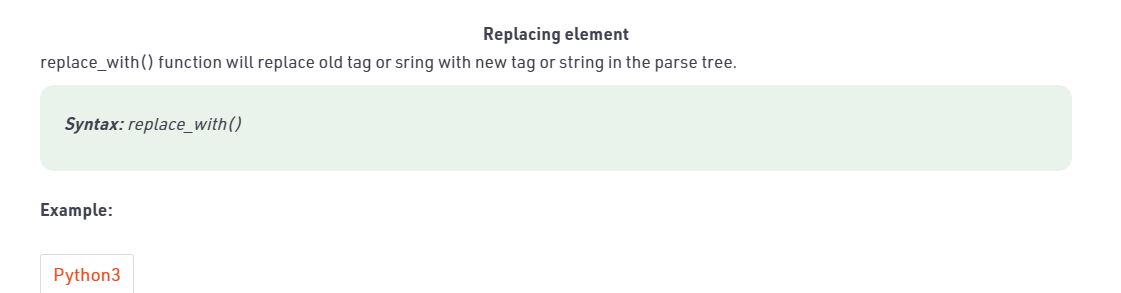 Replacing element
replace_with() function will replace old tag or sring with new tag or string in the parse tree.
Syntax: replace_with()
Example:
Python3